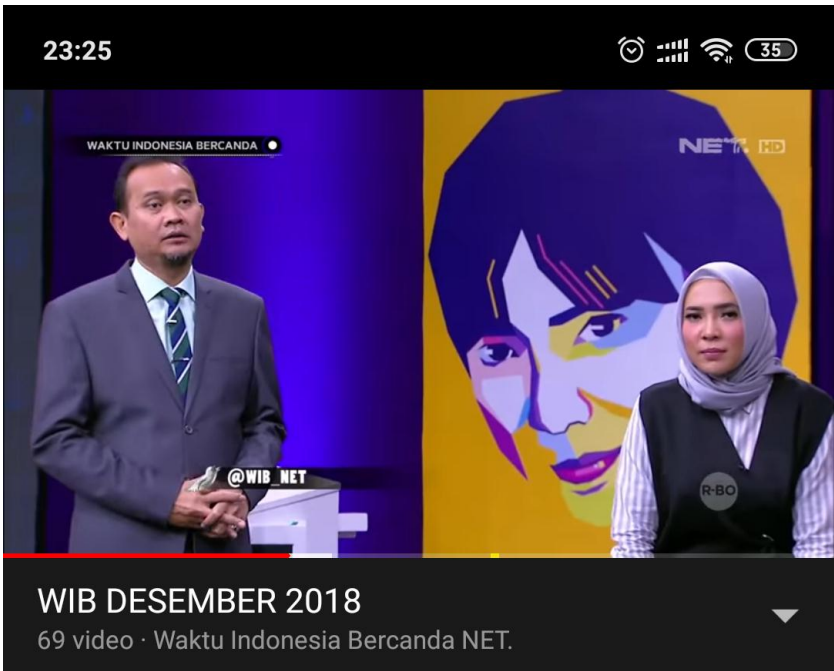 23:25
35
WAKTU INDONESIA BERCANDA
NET. HD
@WIB_NET
R-BO
WIB DESEMBER 2018
69 video · Waktu Indonesia Bercanda NET.